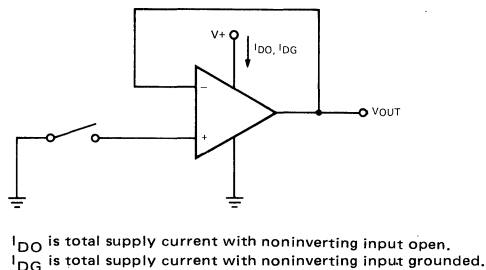 V+
IDO, IDG
−
+
VOUT
IDO is total supply current with noninverting input open.
IDG is total supply current with noninverting input grounded.